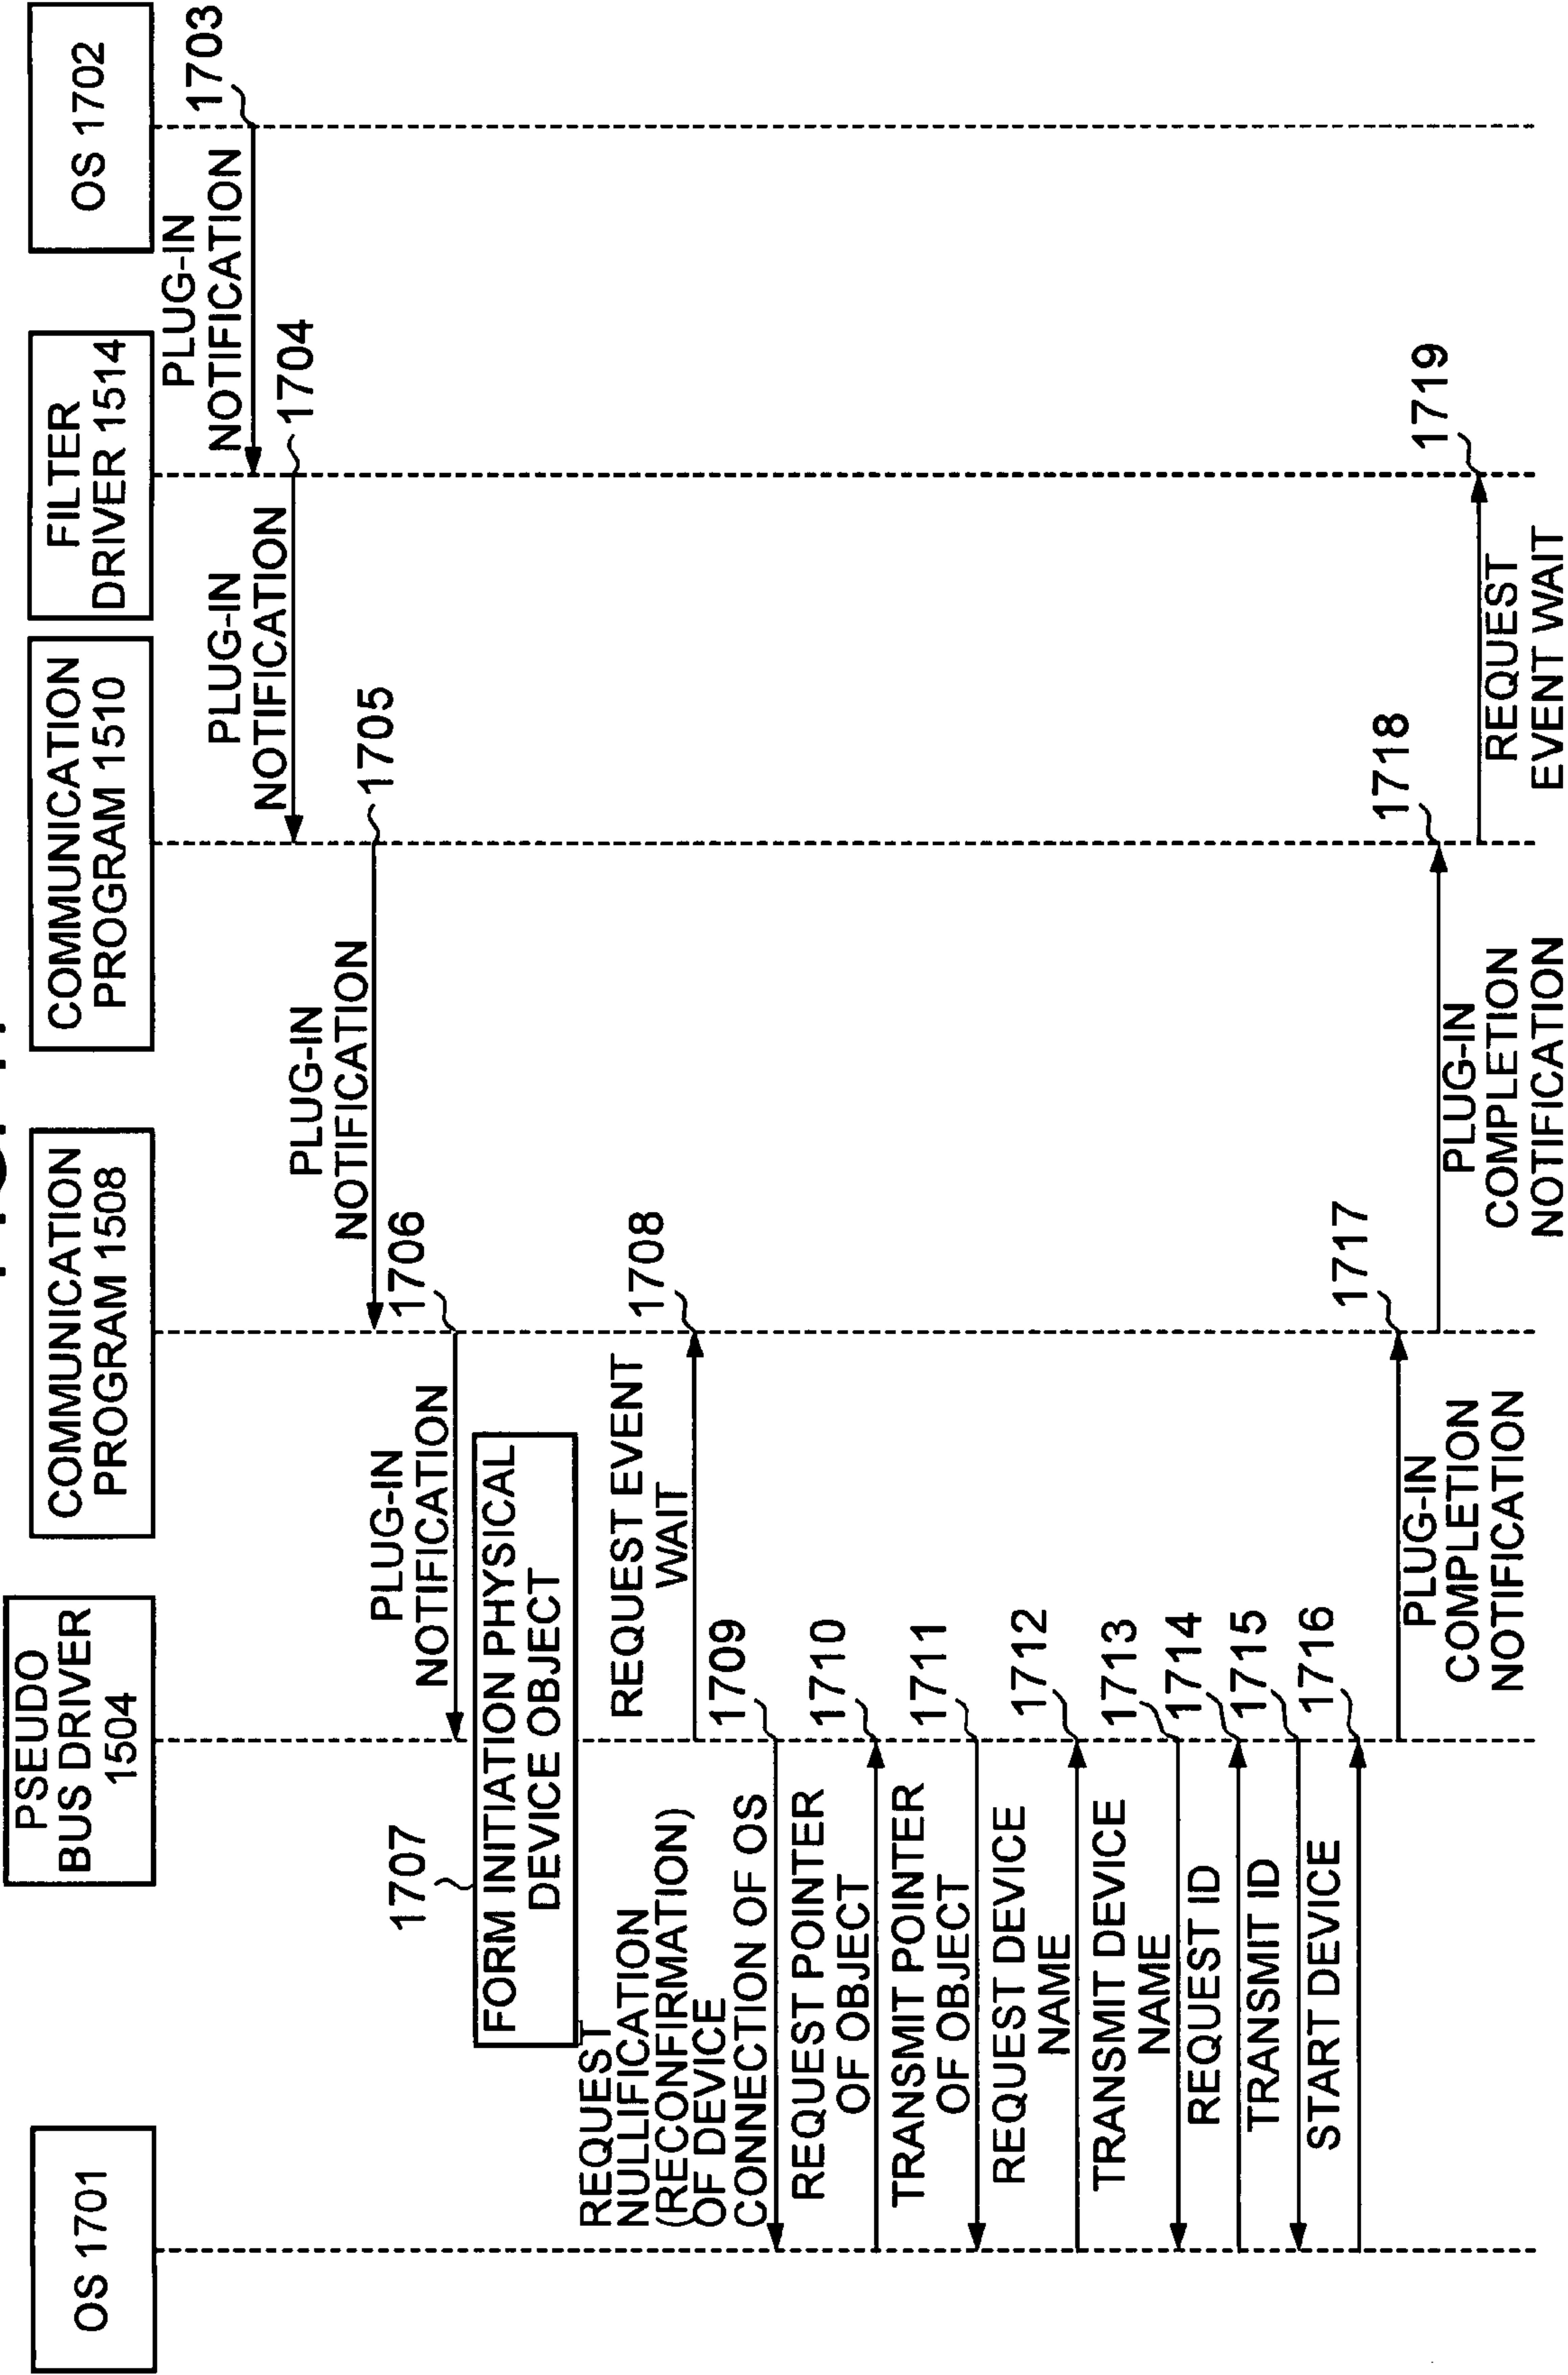 OS 1701
PSEUDO
BUS DRIVER
1504
COMMUNICATION
PROGRAM 1508
COMMUNICATION
PROGRAM 1510
FILTER
DRIVER 1514
OS 1702
PLUG-IN
NOTIFICATION
1703
PLUG-IN
NOTIFICATION
1704
PLUG-IN
NOTIFICATION
1705
PLUG-IN
NOTIFICATION
1706
1707
FORM INITIATION PHYSICAL
DEVICE OBJECT
REQUEST EVENT
WAIT
1708
REQUEST
NULLIFICATION
(RECONFIRMATION)
OF DEVICE
CONNECTION OF OS
1709
REQUEST POINTER
OF OBJECT
1710
TRANSMIT POINTER
OF OBJECT
1711
REQUEST DEVICE
NAME
1712
TRANSMIT DEVICE
NAME
1713
REQUEST ID
1714
TRANSMIT ID
1715
START DEVICE
1716
PLUG-IN
COMPLETION
NOTIFICATION
1717
PLUG-IN
COMPLETION
NOTIFICATION
1718
REQUEST
EVENT WAIT
1719